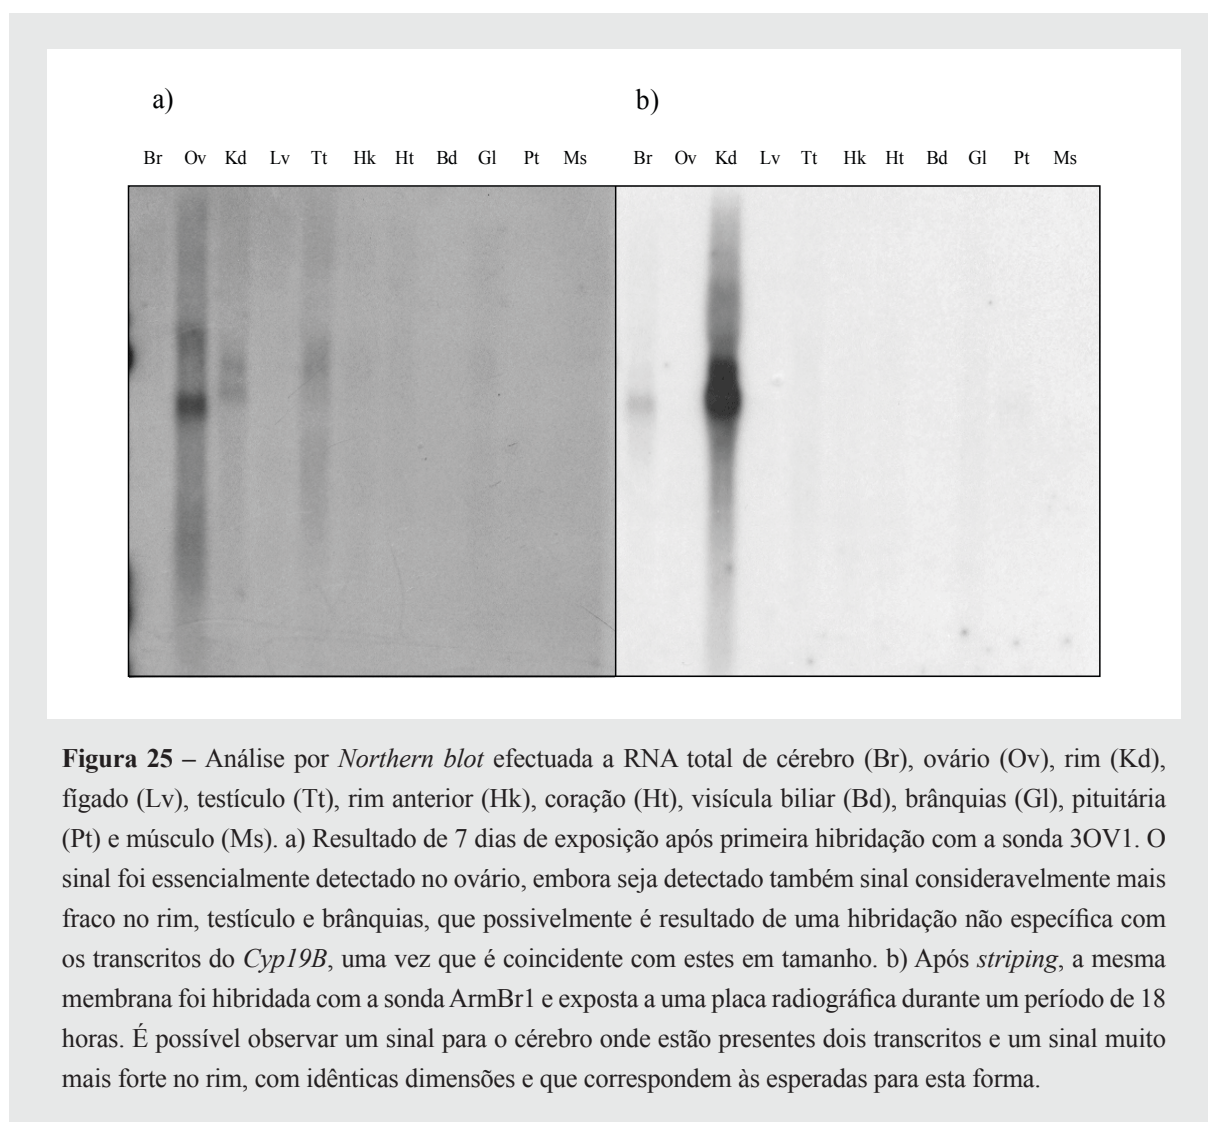 a) b)
Br Ov Kd Lv Tt Hk Ht Bd Gl Pt Ms Br Ov Kd Lv Tt Hk Ht Bd Gl Pt Ms
Figura 25 – Análise por Northern blot efectuada a RNA total de cérebro (Br), ovário (Ov), rim (Kd),
fígado (Lv), testículo (Tt), rim anterior (Hk), coração (Ht), visícula biliar (Bd), brânquias (Gl), pituitária
(Pt) e músculo (Ms). a) Resultado de 7 dias de exposição após primeira hibridação com a sonda 3OV1. O
sinal foi essencialmente detectado no ovário, embora seja detectado também sinal consideravelmente mais
fraco no rim, testículo e brânquias, que possivelmente é resultado de uma hibridação não específica com
os transcritos do Cyp19B, uma vez que é coincidente com estes em tamanho. b) Após striping, a mesma
membrana foi hibridada com a sonda ArmBr1 e exposta a uma placa radiográfica durante um período de 18
horas. É possível observar um sinal para o cérebro onde estão presentes dois transcritos e um sinal muito
mais forte no rim, com idênticas dimensões e que correspondem às esperadas para esta forma.